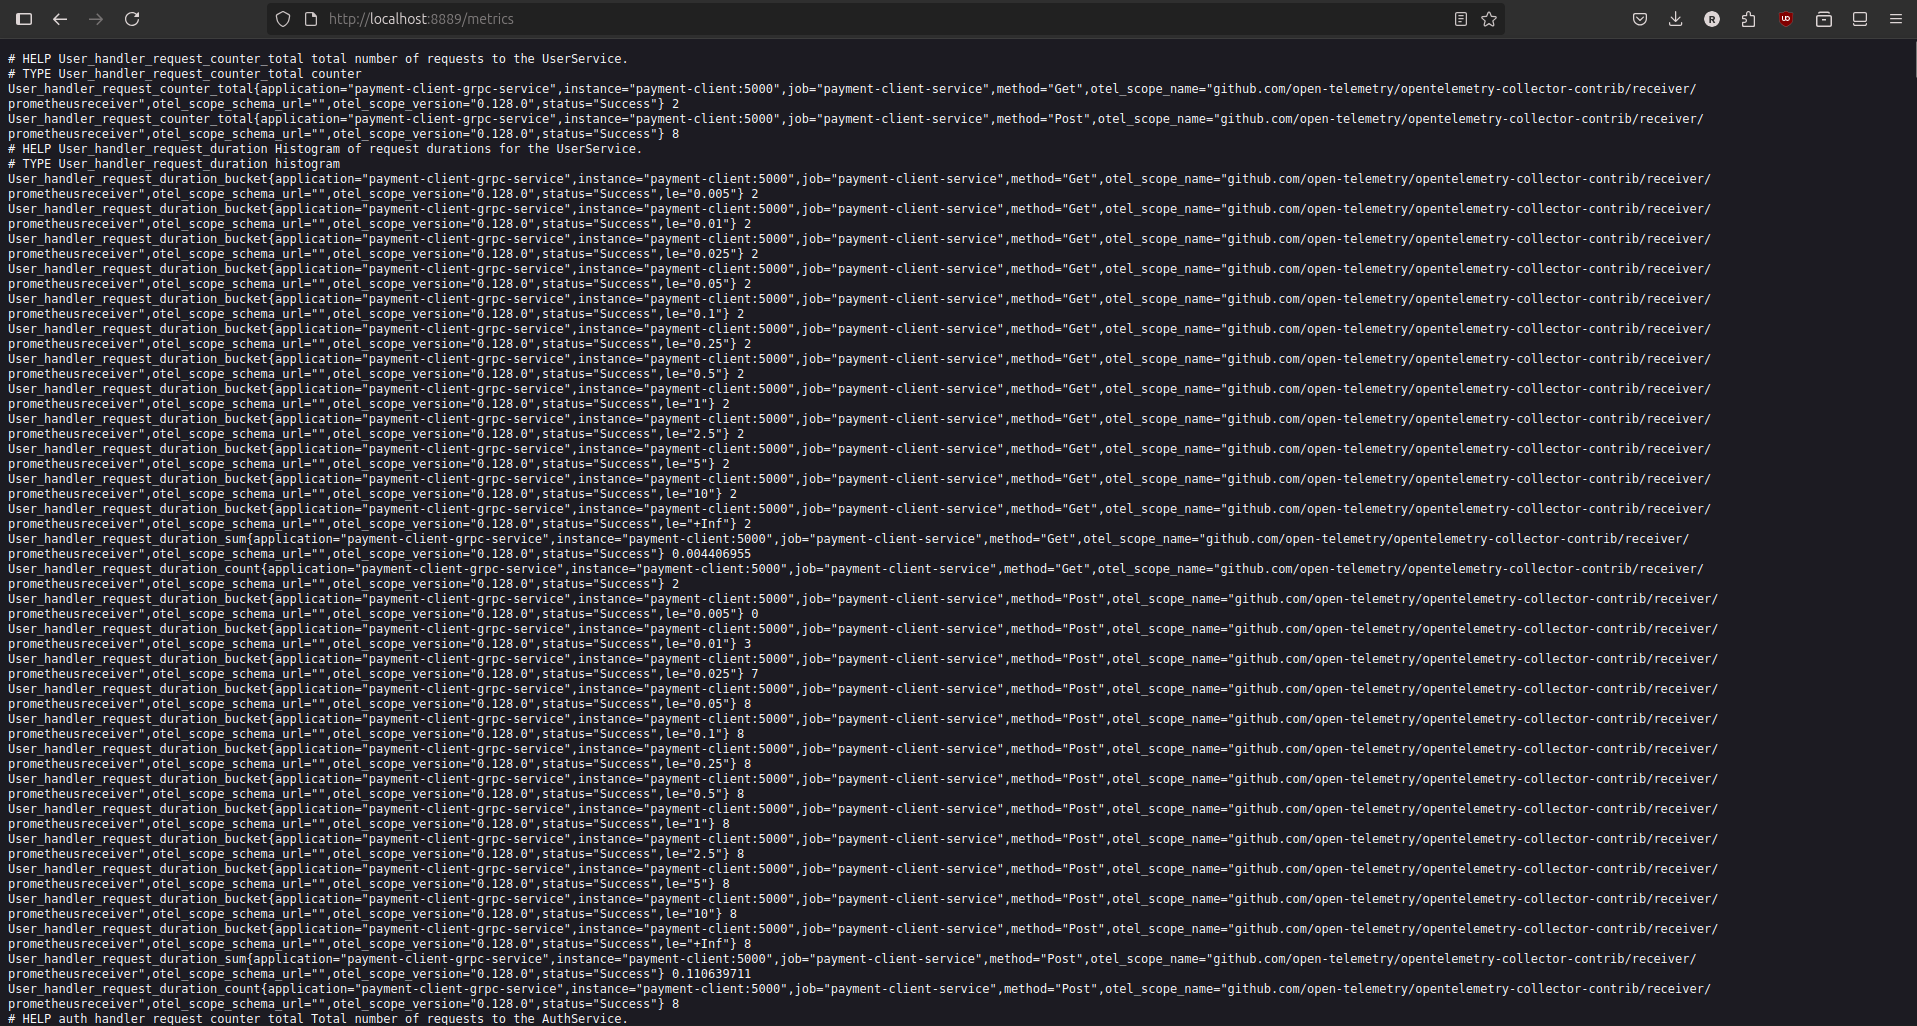 http://localhost:8889/metrics
# HELP User_handler_request_counter_total total number of requests to the UserService.
# TYPE User_handler_request_counter_total counter
User_handler_request_counter_total{application="payment-client-grpc-service",instance="payment-client:5000",job="payment-client-service",method="Get",otel_scope_name="github.com/open-telemetry/opentelemetry-collector-contrib/receiver/
prometheusreceiver",otel_scope_schema_url="",otel_scope_version="0.128.0",status="Success"} 2
User_handler_request_counter_total{application="payment-client-grpc-service",instance="payment-client:5000",job="payment-client-service",method="Post",otel_scope_name="github.com/open-telemetry/opentelemetry-collector-contrib/receiver/
prometheusreceiver",otel_scope_schema_url="",otel_scope_version="0.128.0",status="Success"} 8
# HELP User_handler_request_duration Histogram of request durations for the UserService.
# TYPE User_handler_request_duration histogram
User_handler_request_duration_bucket{application="payment-client-grpc-service",instance="payment-client:5000",job="payment-client-service",method="Get",otel_scope_name="github.com/open-telemetry/opentelemetry-collector-contrib/receiver/
prometheusreceiver",otel_scope_schema_url="",otel_scope_version="0.128.0",status="Success",le="0.005"} 2
User_handler_request_duration_bucket{application="payment-client-grpc-service",instance="payment-client:5000",job="payment-client-service",method="Get",otel_scope_name="github.com/open-telemetry/opentelemetry-collector-contrib/receiver/
prometheusreceiver",otel_scope_schema_url="",otel_scope_version="0.128.0",status="Success",le="0.01"} 2
User_handler_request_duration_bucket{application="payment-client-grpc-service",instance="payment-client:5000",job="payment-client-service",method="Get",otel_scope_name="github.com/open-telemetry/opentelemetry-collector-contrib/receiver/
prometheusreceiver",otel_scope_schema_url="",otel_scope_version="0.128.0",status="Success",le="0.025"} 2
User_handler_request_duration_bucket{application="payment-client-grpc-service",instance="payment-client:5000",job="payment-client-service",method="Get",otel_scope_name="github.com/open-telemetry/opentelemetry-collector-contrib/receiver/
prometheusreceiver",otel_scope_schema_url="",otel_scope_version="0.128.0",status="Success",le="0.05"} 2
User_handler_request_duration_bucket{application="payment-client-grpc-service",instance="payment-client:5000",job="payment-client-service",method="Get",otel_scope_name="github.com/open-telemetry/opentelemetry-collector-contrib/receiver/
prometheusreceiver",otel_scope_schema_url="",otel_scope_version="0.128.0",status="Success",le="0.1"} 2
User_handler_request_duration_bucket{application="payment-client-grpc-service",instance="payment-client:5000",job="payment-client-service",method="Get",otel_scope_name="github.com/open-telemetry/opentelemetry-collector-contrib/receiver/
prometheusreceiver",otel_scope_schema_url="",otel_scope_version="0.128.0",status="Success",le="0.25"} 2
User_handler_request_duration_bucket{application="payment-client-grpc-service",instance="payment-client:5000",job="payment-client-service",method="Get",otel_scope_name="github.com/open-telemetry/opentelemetry-collector-contrib/receiver/
prometheusreceiver",otel_scope_schema_url="",otel_scope_version="0.128.0",status="Success",le="0.5"} 2
User_handler_request_duration_bucket{application="payment-client-grpc-service",instance="payment-client:5000",job="payment-client-service",method="Get",otel_scope_name="github.com/open-telemetry/opentelemetry-collector-contrib/receiver/
prometheusreceiver",otel_scope_schema_url="",otel_scope_version="0.128.0",status="Success",le="1"} 2
User_handler_request_duration_bucket{application="payment-client-grpc-service",instance="payment-client:5000",job="payment-client-service",method="Get",otel_scope_name="github.com/open-telemetry/opentelemetry-collector-contrib/receiver/
prometheusreceiver",otel_scope_schema_url="",otel_scope_version="0.128.0",status="Success",le="2.5"} 2
User_handler_request_duration_bucket{application="payment-client-grpc-service",instance="payment-client:5000",job="payment-client-service",method="Get",otel_scope_name="github.com/open-telemetry/opentelemetry-collector-contrib/receiver/
prometheusreceiver",otel_scope_schema_url="",otel_scope_version="0.128.0",status="Success",le="5"} 2
User_handler_request_duration_bucket{application="payment-client-grpc-service",instance="payment-client:5000",job="payment-client-service",method="Get",otel_scope_name="github.com/open-telemetry/opentelemetry-collector-contrib/receiver/
prometheusreceiver",otel_scope_schema_url="",otel_scope_version="0.128.0",status="Success",le="10"} 2
User_handler_request_duration_bucket{application="payment-client-grpc-service",instance="payment-client:5000",job="payment-client-service",method="Get",otel_scope_name="github.com/open-telemetry/opentelemetry-collector-contrib/receiver/
prometheusreceiver",otel_scope_schema_url="",otel_scope_version="0.128.0",status="Success",le="+Inf"} 2
User_handler_request_duration_sum{application="payment-client-grpc-service",instance="payment-client:5000",job="payment-client-service",method="Get",otel_scope_name="github.com/open-telemetry/opentelemetry-collector-contrib/receiver/
prometheusreceiver",otel_scope_schema_url="",otel_scope_version="0.128.0",status="Success"} 0.004406955
User_handler_request_duration_count{application="payment-client-grpc-service",instance="payment-client:5000",job="payment-client-service",method="Get",otel_scope_name="github.com/open-telemetry/opentelemetry-collector-contrib/receiver/
prometheusreceiver",otel_scope_schema_url="",otel_scope_version="0.128.0",status="Success"} 2
User_handler_request_duration_bucket{application="payment-client-grpc-service",instance="payment-client:5000",job="payment-client-service",method="Post",otel_scope_name="github.com/open-telemetry/opentelemetry-collector-contrib/receiver/
prometheusreceiver",otel_scope_schema_url="",otel_scope_version="0.128.0",status="Success",le="0.005"} 0
User_handler_request_duration_bucket{application="payment-client-grpc-service",instance="payment-client:5000",job="payment-client-service",method="Post",otel_scope_name="github.com/open-telemetry/opentelemetry-collector-contrib/receiver/
prometheusreceiver",otel_scope_schema_url="",otel_scope_version="0.128.0",status="Success",le="0.01"} 3
User_handler_request_duration_bucket{application="payment-client-grpc-service",instance="payment-client:5000",job="payment-client-service",method="Post",otel_scope_name="github.com/open-telemetry/opentelemetry-collector-contrib/receiver/
prometheusreceiver",otel_scope_schema_url="",otel_scope_version="0.128.0",status="Success",le="0.025"} 7
User_handler_request_duration_bucket{application="payment-client-grpc-service",instance="payment-client:5000",job="payment-client-service",method="Post",otel_scope_name="github.com/open-telemetry/opentelemetry-collector-contrib/receiver/
prometheusreceiver",otel_scope_schema_url="",otel_scope_version="0.128.0",status="Success",le="0.05"} 8
User_handler_request_duration_bucket{application="payment-client-grpc-service",instance="payment-client:5000",job="payment-client-service",method="Post",otel_scope_name="github.com/open-telemetry/opentelemetry-collector-contrib/receiver/
prometheusreceiver",otel_scope_schema_url="",otel_scope_version="0.128.0",status="Success",le="0.1"} 8
User_handler_request_duration_bucket{application="payment-client-grpc-service",instance="payment-client:5000",job="payment-client-service",method="Post",otel_scope_name="github.com/open-telemetry/opentelemetry-collector-contrib/receiver/
prometheusreceiver",otel_scope_schema_url="",otel_scope_version="0.128.0",status="Success",le="0.25"} 8
User_handler_request_duration_bucket{application="payment-client-grpc-service",instance="payment-client:5000",job="payment-client-service",method="Post",otel_scope_name="github.com/open-telemetry/opentelemetry-collector-contrib/receiver/
prometheusreceiver",otel_scope_schema_url="",otel_scope_version="0.128.0",status="Success",le="0.5"} 8
User_handler_request_duration_bucket{application="payment-client-grpc-service",instance="payment-client:5000",job="payment-client-service",method="Post",otel_scope_name="github.com/open-telemetry/opentelemetry-collector-contrib/receiver/
prometheusreceiver",otel_scope_schema_url="",otel_scope_version="0.128.0",status="Success",le="1"} 8
User_handler_request_duration_bucket{application="payment-client-grpc-service",instance="payment-client:5000",job="payment-client-service",method="Post",otel_scope_name="github.com/open-telemetry/opentelemetry-collector-contrib/receiver/
prometheusreceiver",otel_scope_schema_url="",otel_scope_version="0.128.0",status="Success",le="2.5"} 8
User_handler_request_duration_bucket{application="payment-client-grpc-service",instance="payment-client:5000",job="payment-client-service",method="Post",otel_scope_name="github.com/open-telemetry/opentelemetry-collector-contrib/receiver/
prometheusreceiver",otel_scope_schema_url="",otel_scope_version="0.128.0",status="Success",le="5"} 8
User_handler_request_duration_bucket{application="payment-client-grpc-service",instance="payment-client:5000",job="payment-client-service",method="Post",otel_scope_name="github.com/open-telemetry/opentelemetry-collector-contrib/receiver/
prometheusreceiver",otel_scope_schema_url="",otel_scope_version="0.128.0",status="Success",le="10"} 8
User_handler_request_duration_bucket{application="payment-client-grpc-service",instance="payment-client:5000",job="payment-client-service",method="Post",otel_scope_name="github.com/open-telemetry/opentelemetry-collector-contrib/receiver/
prometheusreceiver",otel_scope_schema_url="",otel_scope_version="0.128.0",status="Success",le="+Inf"} 8
User_handler_request_duration_sum{application="payment-client-grpc-service",instance="payment-client:5000",job="payment-client-service",method="Post",otel_scope_name="github.com/open-telemetry/opentelemetry-collector-contrib/receiver/
prometheusreceiver",otel_scope_schema_url="",otel_scope_version="0.128.0",status="Success"} 0.110639711
User_handler_request_duration_count{application="payment-client-grpc-service",instance="payment-client:5000",job="payment-client-service",method="Post",otel_scope_name="github.com/open-telemetry/opentelemetry-collector-contrib/receiver/
prometheusreceiver",otel_scope_schema_url="",otel_scope_version="0.128.0",status="Success"} 8
# HELP auth_handler_request_counter_total Total number of requests to the AuthService.